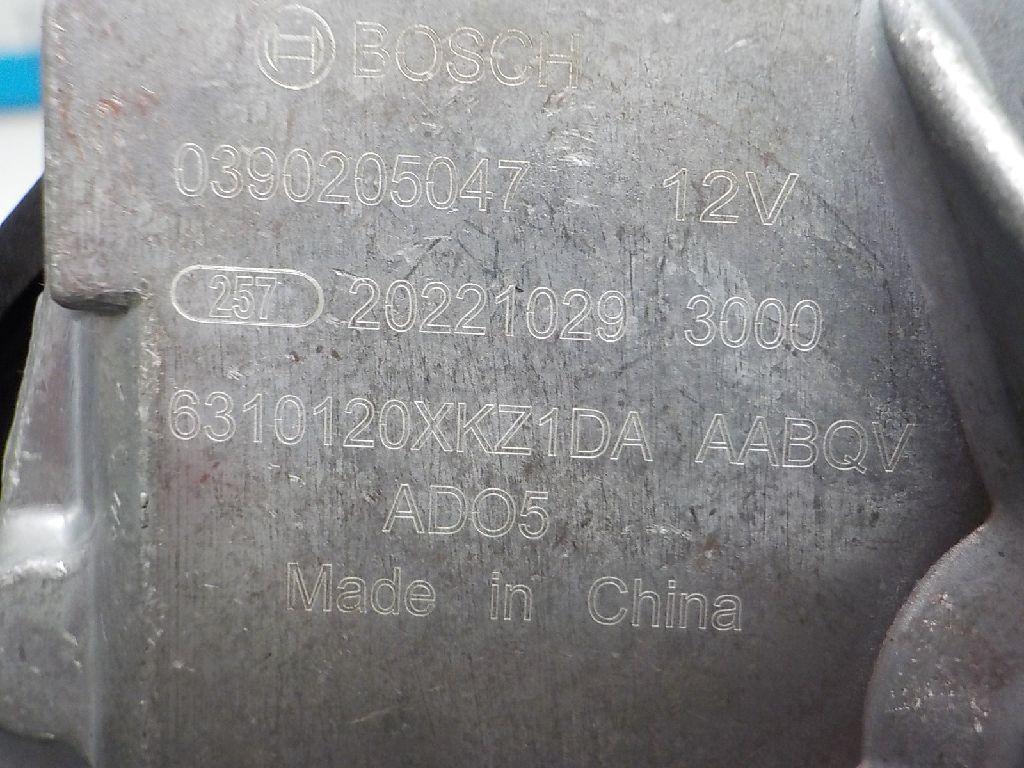 BOSCH
0390205047 12V
257 20221029 3000
6310120XKZ1DA AABQV
ADO5
Made in China